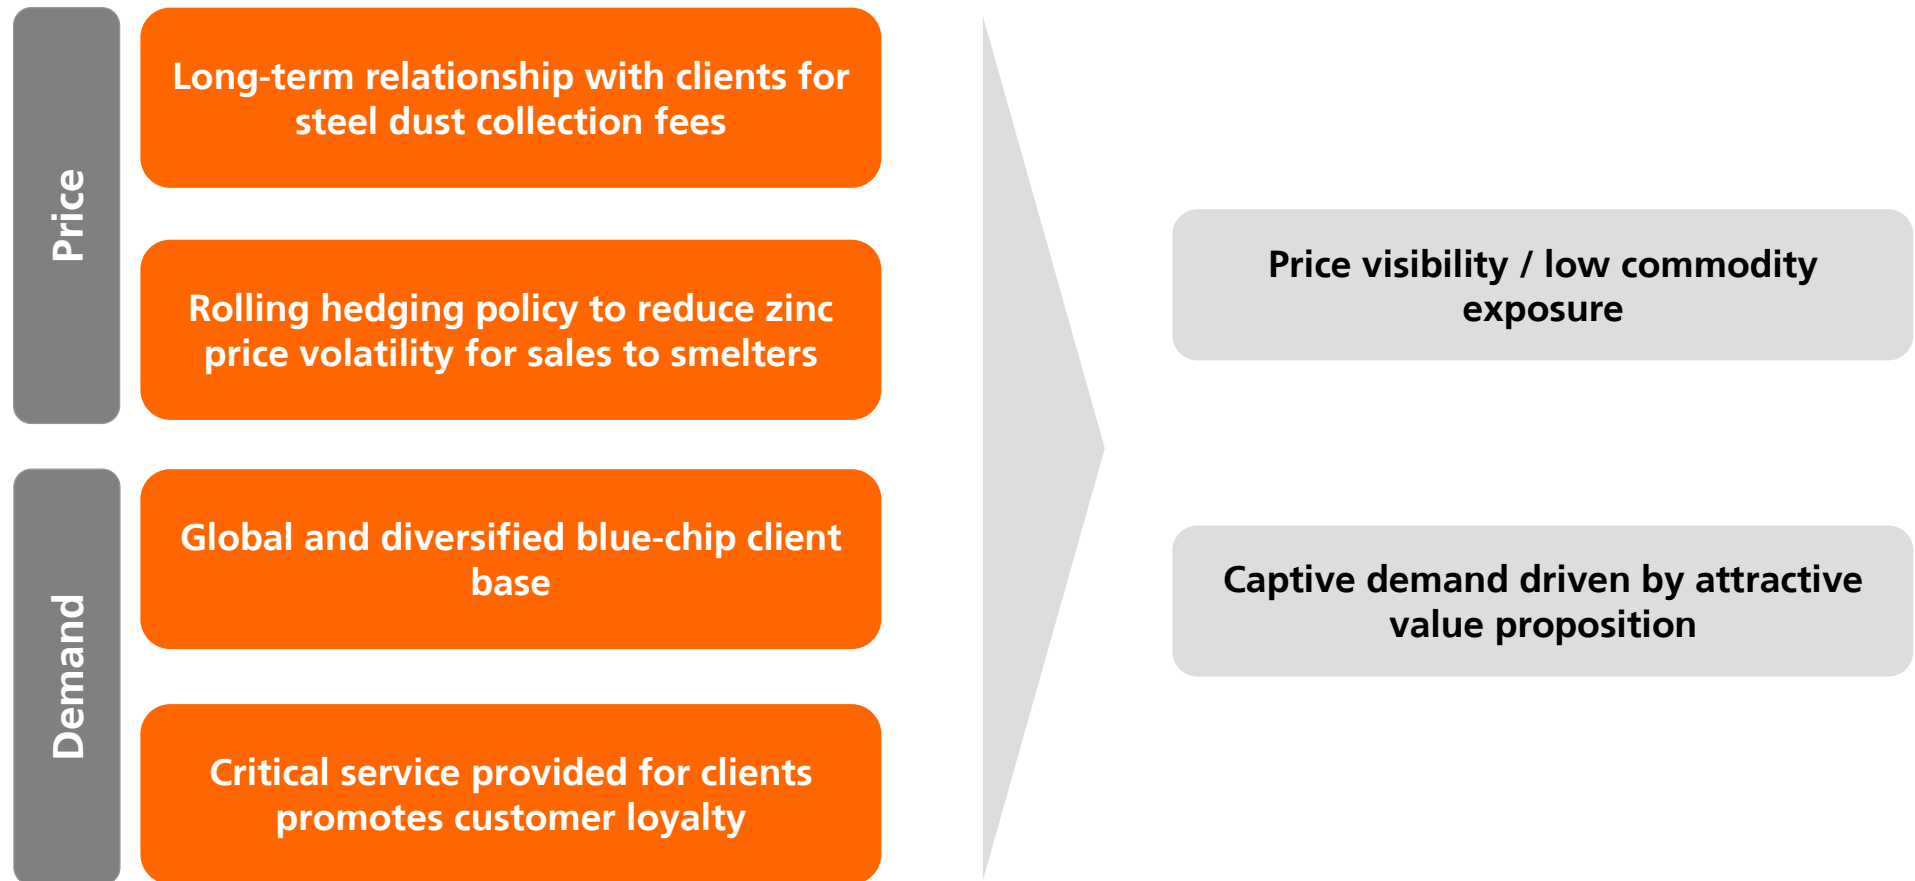 Price
Long-term relationship with clients for
steel dust collection fees
Rolling hedging policy to reduce zinc
price volatility for sales to smelters
Demand
Global and diversified blue-chip client
base
Critical service provided for clients
promotes customer loyalty
Price visibility / low commodity
exposure
Captive demand driven by attractive
value proposition